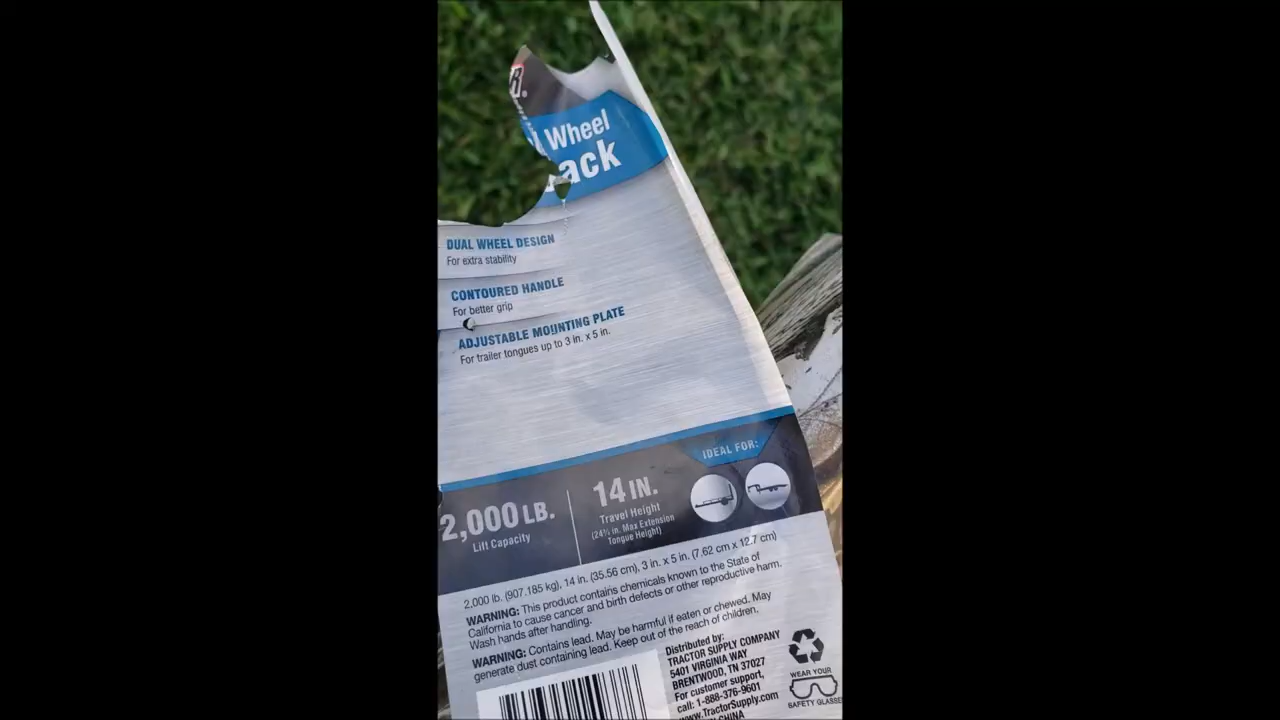 R.
Wheel
ack
DUAL WHEEL DESIGN
For extra stability
CONTOURED HANDLE
For better grip
ADJUSTABLE MOUNTING PLATE
For trailer tongues up to 3 in. x 5 in.
IDEAL FOR:
2,000 LB.
Lift Capacity
14 IN.
Travel Height
(24¾ in. Max Extension
Tongue Height)
2,000 lb. (907.185 kg), 14 in. (35.56 cm), 3 in. x 5 in. (7.62 cm x 12.7 cm)
WARNING: This product contains chemicals known to the State of
California to cause cancer and birth defects or other reproductive harm.
Wash hands after handling.
WARNING: Contains lead. May be harmful if eaten or chewed. May
generate dust containing lead. Keep out of the reach of children.
Distributed by:
TRACTOR SUPPLY COMPANY
5401 VIRGINIA WAY
BRENTWOOD, TN 37027
For customer support,
call: 1-888-376-9601
www.TractorSupply.com
CHINA
WEAR YOUR
SAFETY GLASSES